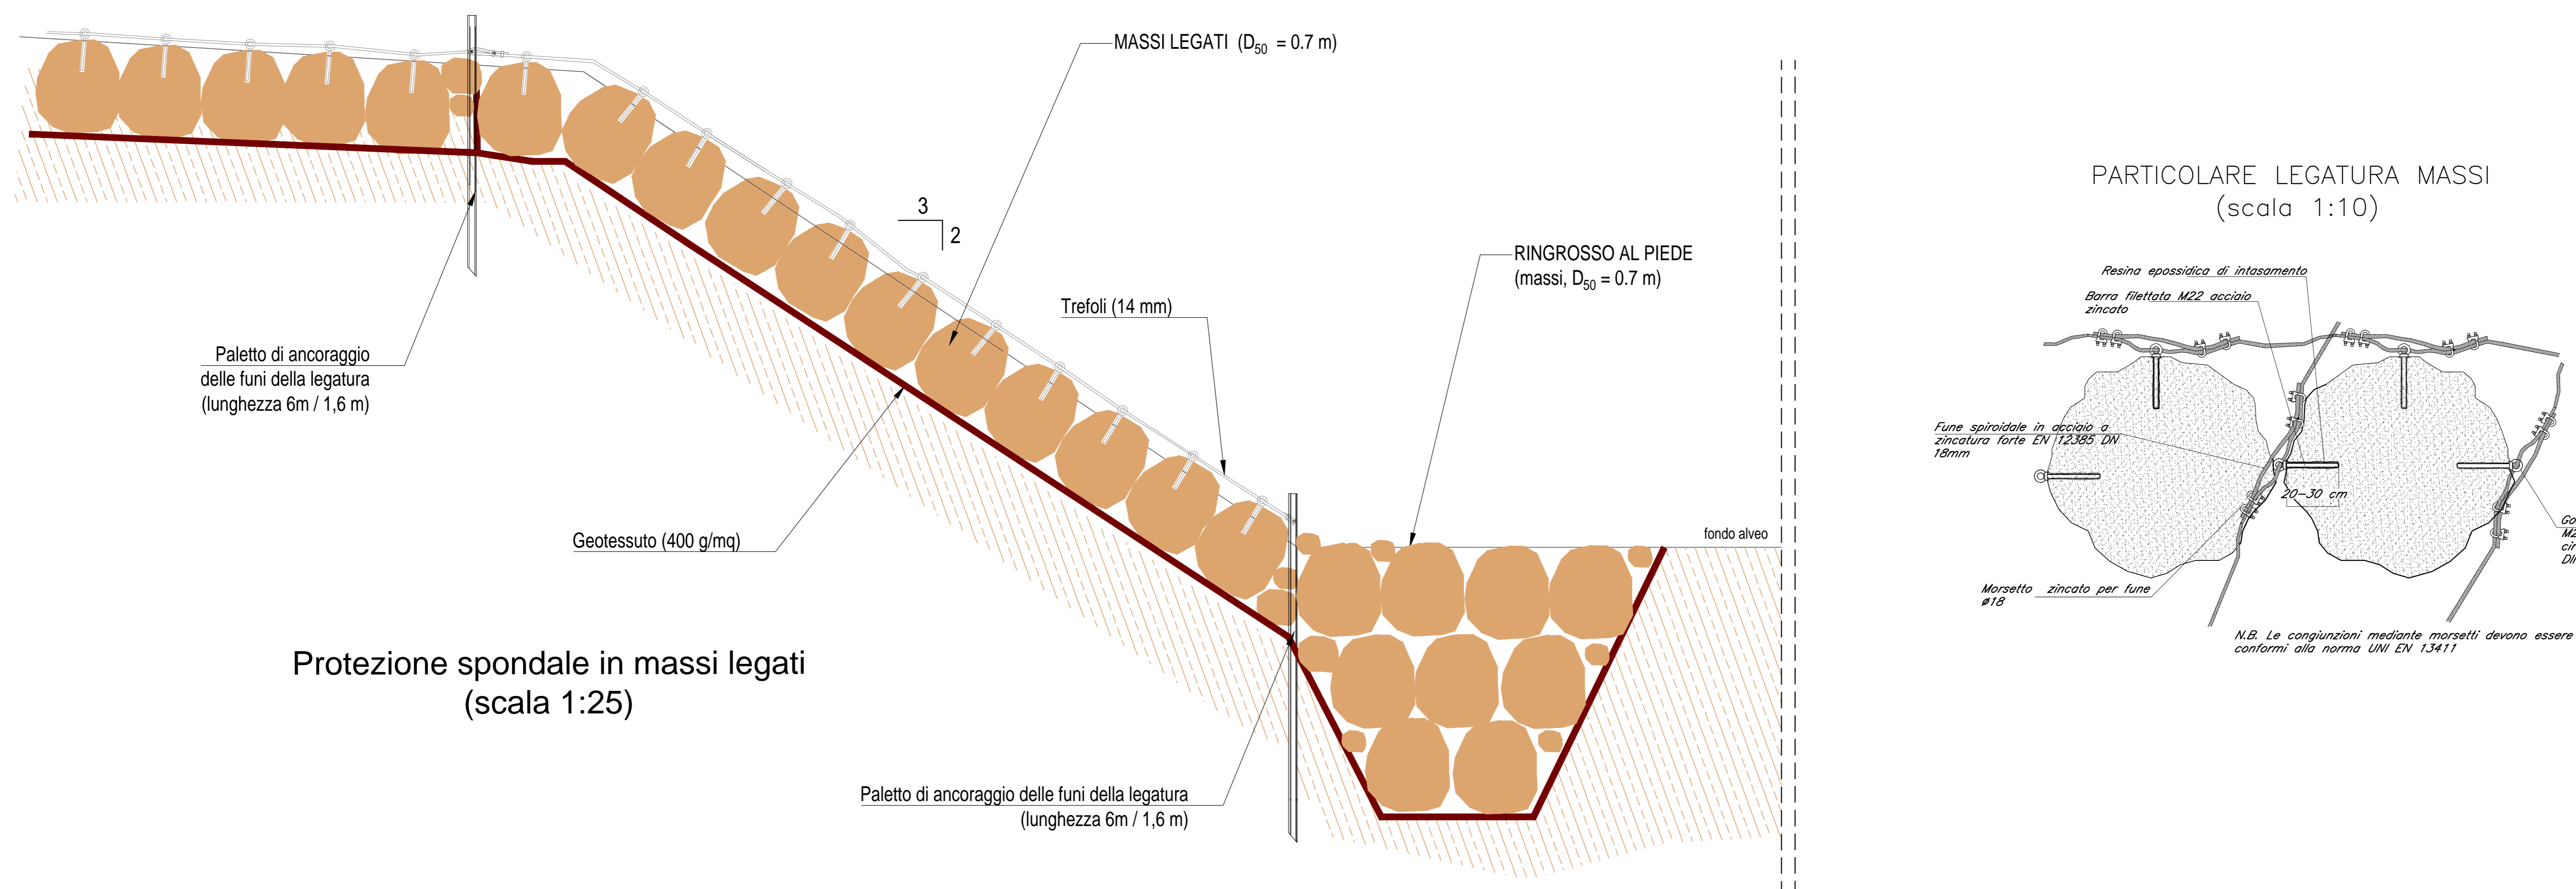 MASSI LEGATI (D50 = 0.7 m)
3
2
RINGROSSO AL PIEDE
(massi, D50 = 0.7 m)
Trefoli (14 mm)
Paletto di ancoraggio
delle funi della legatura
(lunghezza 6m / 1,6 m)
Geotessuto (400 g/mq)
fondo alveo
Protezione spondale in massi legati
(scala 1:25)
Paletto di ancoraggio delle funi della legatura
(lunghezza 6m / 1,6 m)
PARTICOLARE LEGATURA MASSI
(scala 1:10)
Resina epossidica di intasamento
Barra filettata M22 acciaio
zincato
Fune spiroidale in acciaio a
zincatura forte EN 12385 DN
18mm
20-30 cm
Morsetto zincato per fune
ø18
N.B. Le congiunzioni mediante morsetti devono essere
conformi alla norma UNI EN 13411